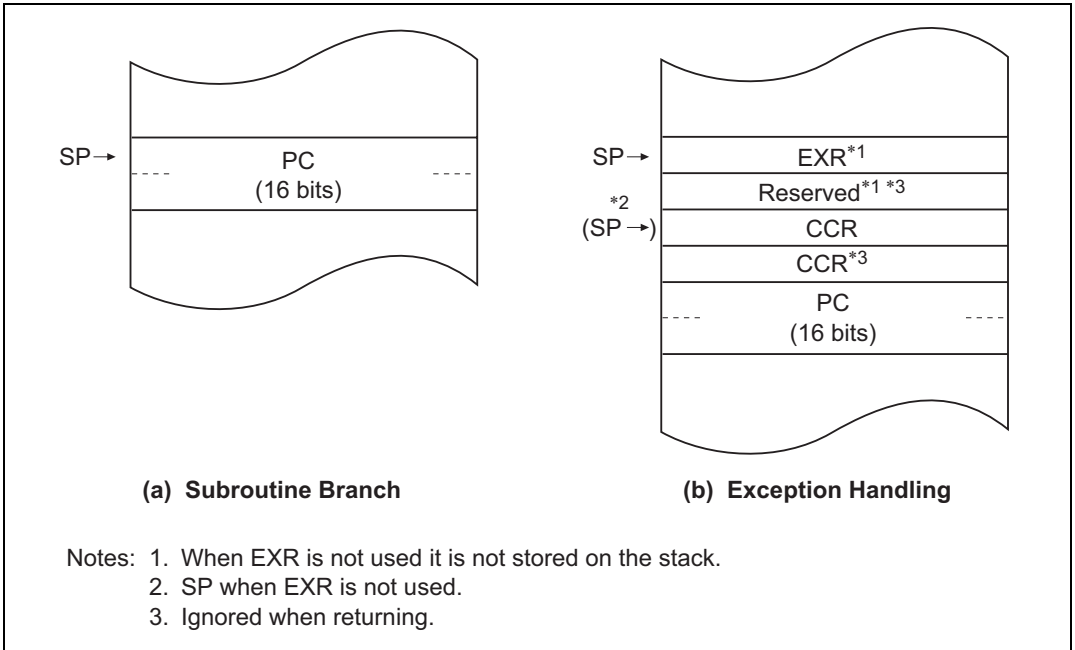 SP→
PC
(16 bits)
(a) Subroutine Branch
SP→
EXR*1
Reserved*1 *3
*2
(SP→)
CCR
CCR*3
PC
(16 bits)
(b) Exception Handling
Notes: 1. When EXR is not used it is not stored on the stack.
2. SP when EXR is not used.
3. Ignored when returning.